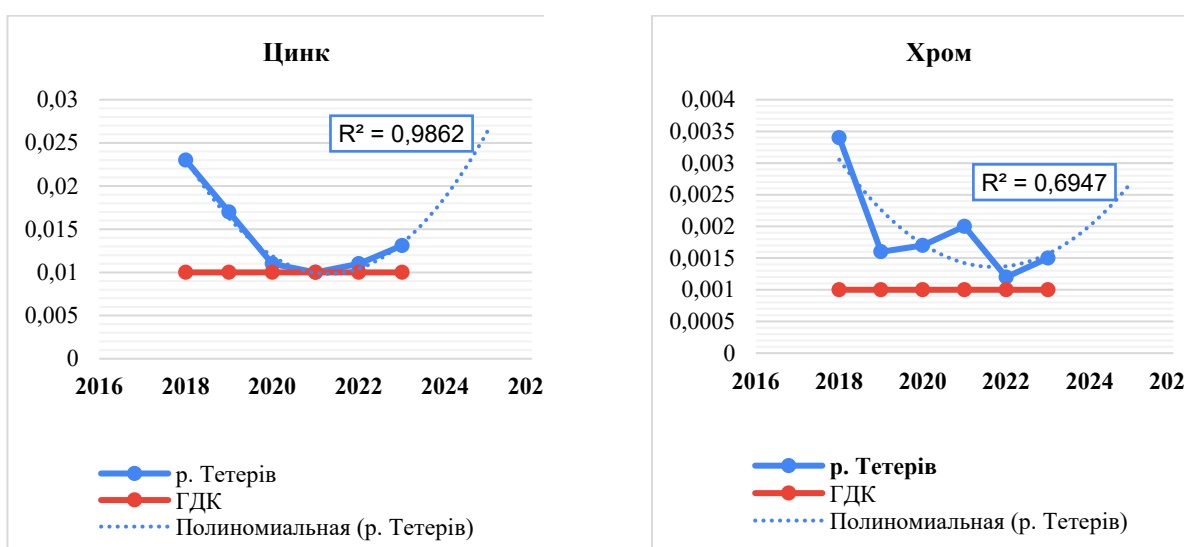 Цинк
0,03
0,025
0,02
0,015
0,01
0,005
0
R² = 0,9862
2016 2018 2020 2022 2024 202
р. Тетерів
ГДК
Полиномиальная (р. Тетерів)
Хром
0,004
0,0035
0,003
0,0025
0,002
0,0015
0,001
0,0005
0
R² = 0,6947
2016 2018 2020 2022 2024 202
р. Тетерів
ГДК
Полиномиальная (р. Тетерів)